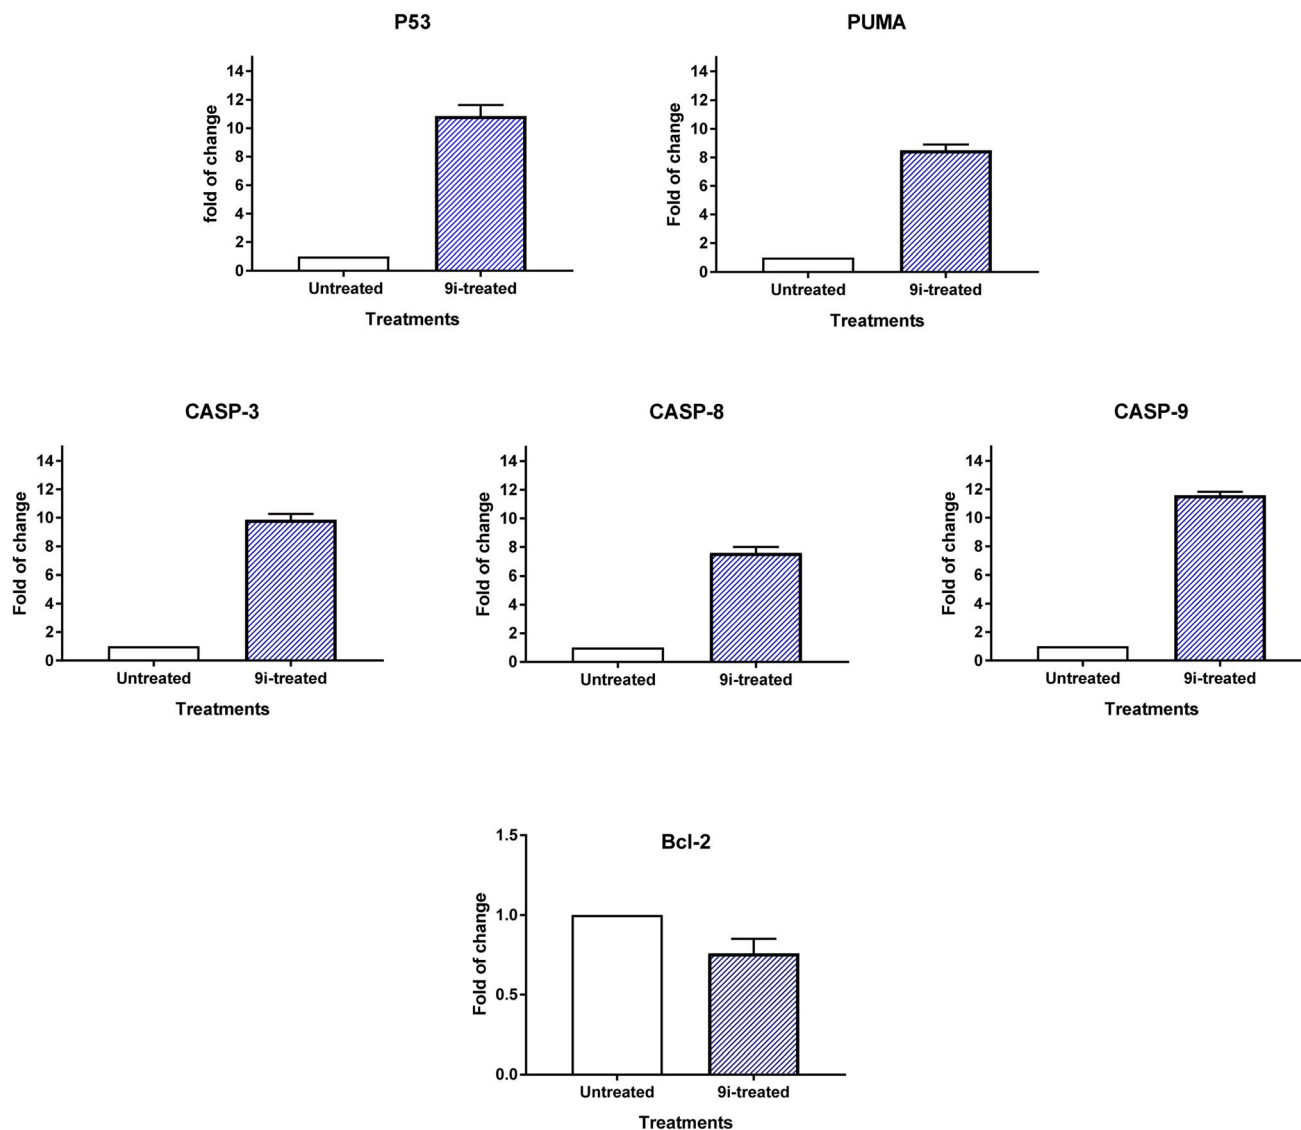 P53
14
12
10
8
6
4
2
0
fold of change
Untreated
9i-treated
Treatments
PUMA
14
12
10
8
6
4
2
0
Fold of change
Untreated
9i-treated
Treatments
CASP-3
14
12
10
8
6
4
2
0
Fold of change
Untreated
9i-treated
Treatments
CASP-8
14
12
10
8
6
4
2
0
Fold of change
Untreated
9i-treated
CASP-9
14
12
10
8
6
4
2
0
Fold of change
Untreated
9i-treated
Treatments
Bcl-2
1.5
1.0
0.5
0.0
Fold of change
Untreated
9i-treated
Treatments